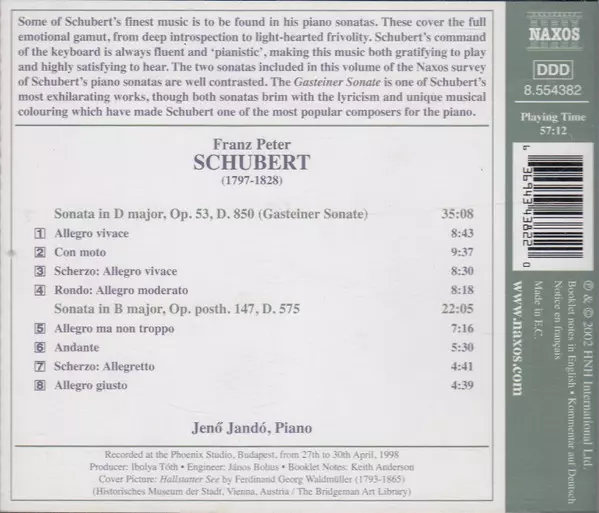 Some of Schubert's finest music is to be found in his piano sonatas. These cover the full
emotional gamut, from deep introspection to light-hearted frivolity. Schubert's command
of the keyboard is always fluent and 'pianistic', making this music both gratifying to play
and highly satisfying to hear. The two sonatas included in this volume of the Naxos survey
of Schubert's piano sonatas are well contrasted. The Gasteiner Sonate is one of Schubert's
most exhilarating works, though both sonatas brim with the lyricism and unique musical
colouring which have made Schubert one of the most popular composers for the piano.
Franz Peter
SCHUBERT
(1797-1828)
Sonata in D major, Op. 53, D. 850 (Gasteiner Sonate) 35:08
1 Allegro vivace 8:43
2 Con moto 9:37
3 Scherzo: Allegro vivace 8:30
4 Rondo: Allegro moderato 8:18
Sonata in B major, Op. posth. 147, D. 575 22:05
5 Allegro ma non troppo 7:16
6 Andante 5:30
7 Scherzo: Allegretto 4:41
8 Allegro giusto 4:39
Jenő Jandó, Piano
Recorded at the Phoenix Studio, Budapest, from 27th to 30th April, 1998
Producer: Ibolya Tóth • Engineer: János Bohus • Booklet Notes: Keith Anderson
Cover Picture: Hallstatter See by Ferdinand Georg Waldmüller (1793-1865)
(Historisches Museum der Stadt, Vienna, Austria / The Bridgeman Art Library)
NAXOS
DDD
8.554382
Playing Time
57:12
6 36943 43822 0
℗ & © 2002 HNH International Ltd.
Booklet notes in English • Kommentar auf Deutsch
Notice en français
Made in E.C.
www.naxos.com